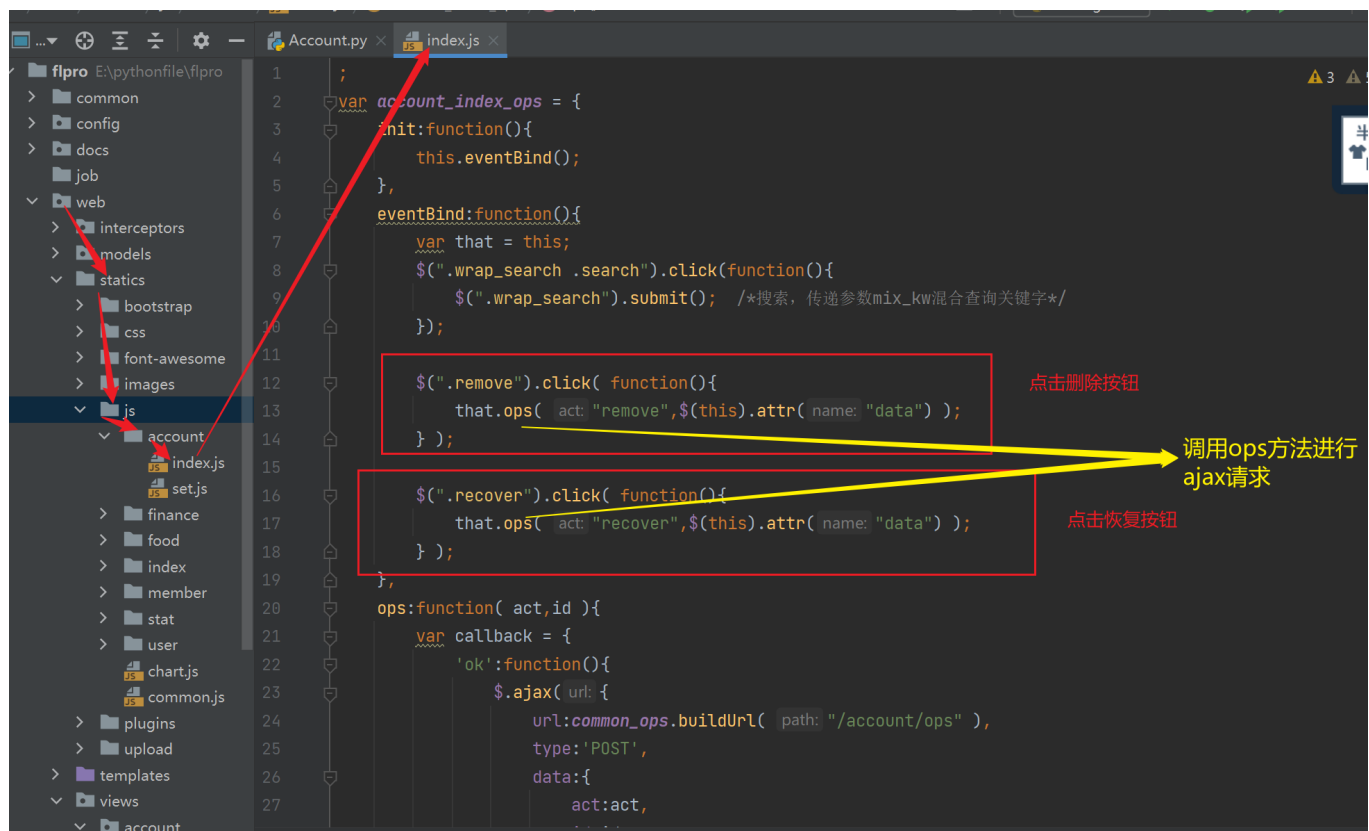 Account.py
index.js
flpro E:\pythonfile\flpro
common
config
docs
job
web
interceptors
models
statics
bootstrap
css
font-awesome
images
js
account
index.js
set.js
finance
food
index
member
stat
user
chart.js
common.js
plugins
upload
templates
views
account
3
半
1 ;
2 var account_index_ops = {
3 init:function(){
4 this.eventBind();
5 },
6 eventBind:function(){
7 var that = this;
8 $(".wrap_search .search").click(function(){
9 $(".wrap_search").submit(); /*搜索，传递参数mix_kw混合查询关键字*/
10 });
11
12 $(".remove").click( function(){
13 that.ops( act: "remove",$(this).attr( name: "data") );
14 } );
15
16 $(".recover").click( function(){
17 that.ops( act: "recover",$(this).attr( name: "data") );
18 } );
19 },
20 ops:function( act,id ){
21 var callback = {
22 'ok':function(){
23 $.ajax( url: {
24 url:common_ops.buildUrl( path: "/account/ops" ),
25 type:'POST',
26 data:{
27 act:act,
点击删除按钮
调用ops方法进行
ajax请求
点击恢复按钮